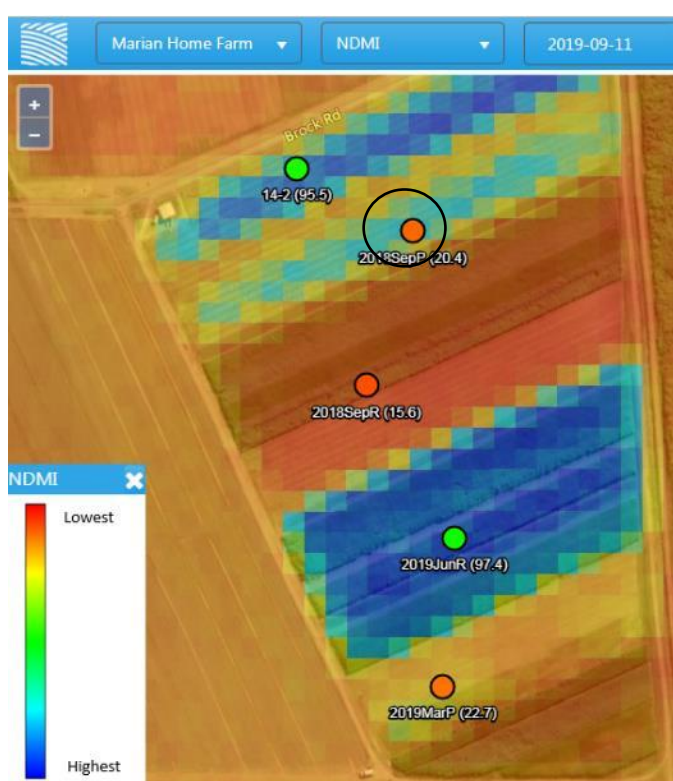 Marian Home Farm
NDMI
2019-09-11
+
Brock Rd
−
14-2 (95.5)
2018SepP (20.4)
2018SepR (15.6)
NDMI
Lowest
2019JunR (97.4)
2019MarP (22.7)
Highest